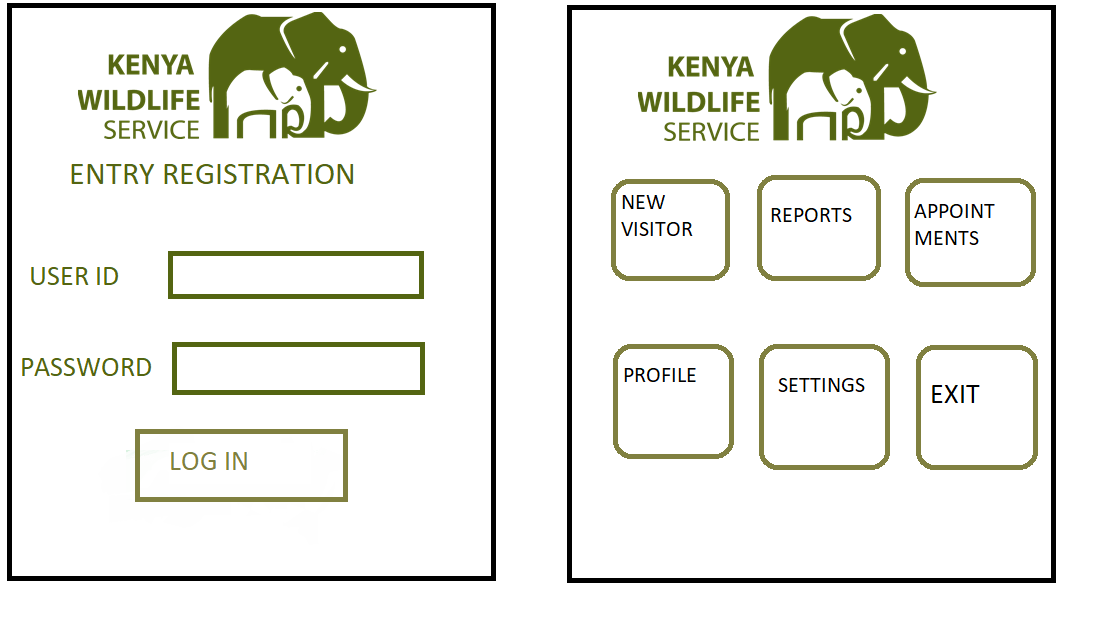 KENYA
WILDLIFE
SERVICE
ENTRY REGISTRATION
USER ID
PASSWORD
LOG IN
KENYA
WILDLIFE
SERVICE
NEW
VISITOR
REPORTS
APPOINT
MENTS
PROFILE
SETTINGS
EXIT